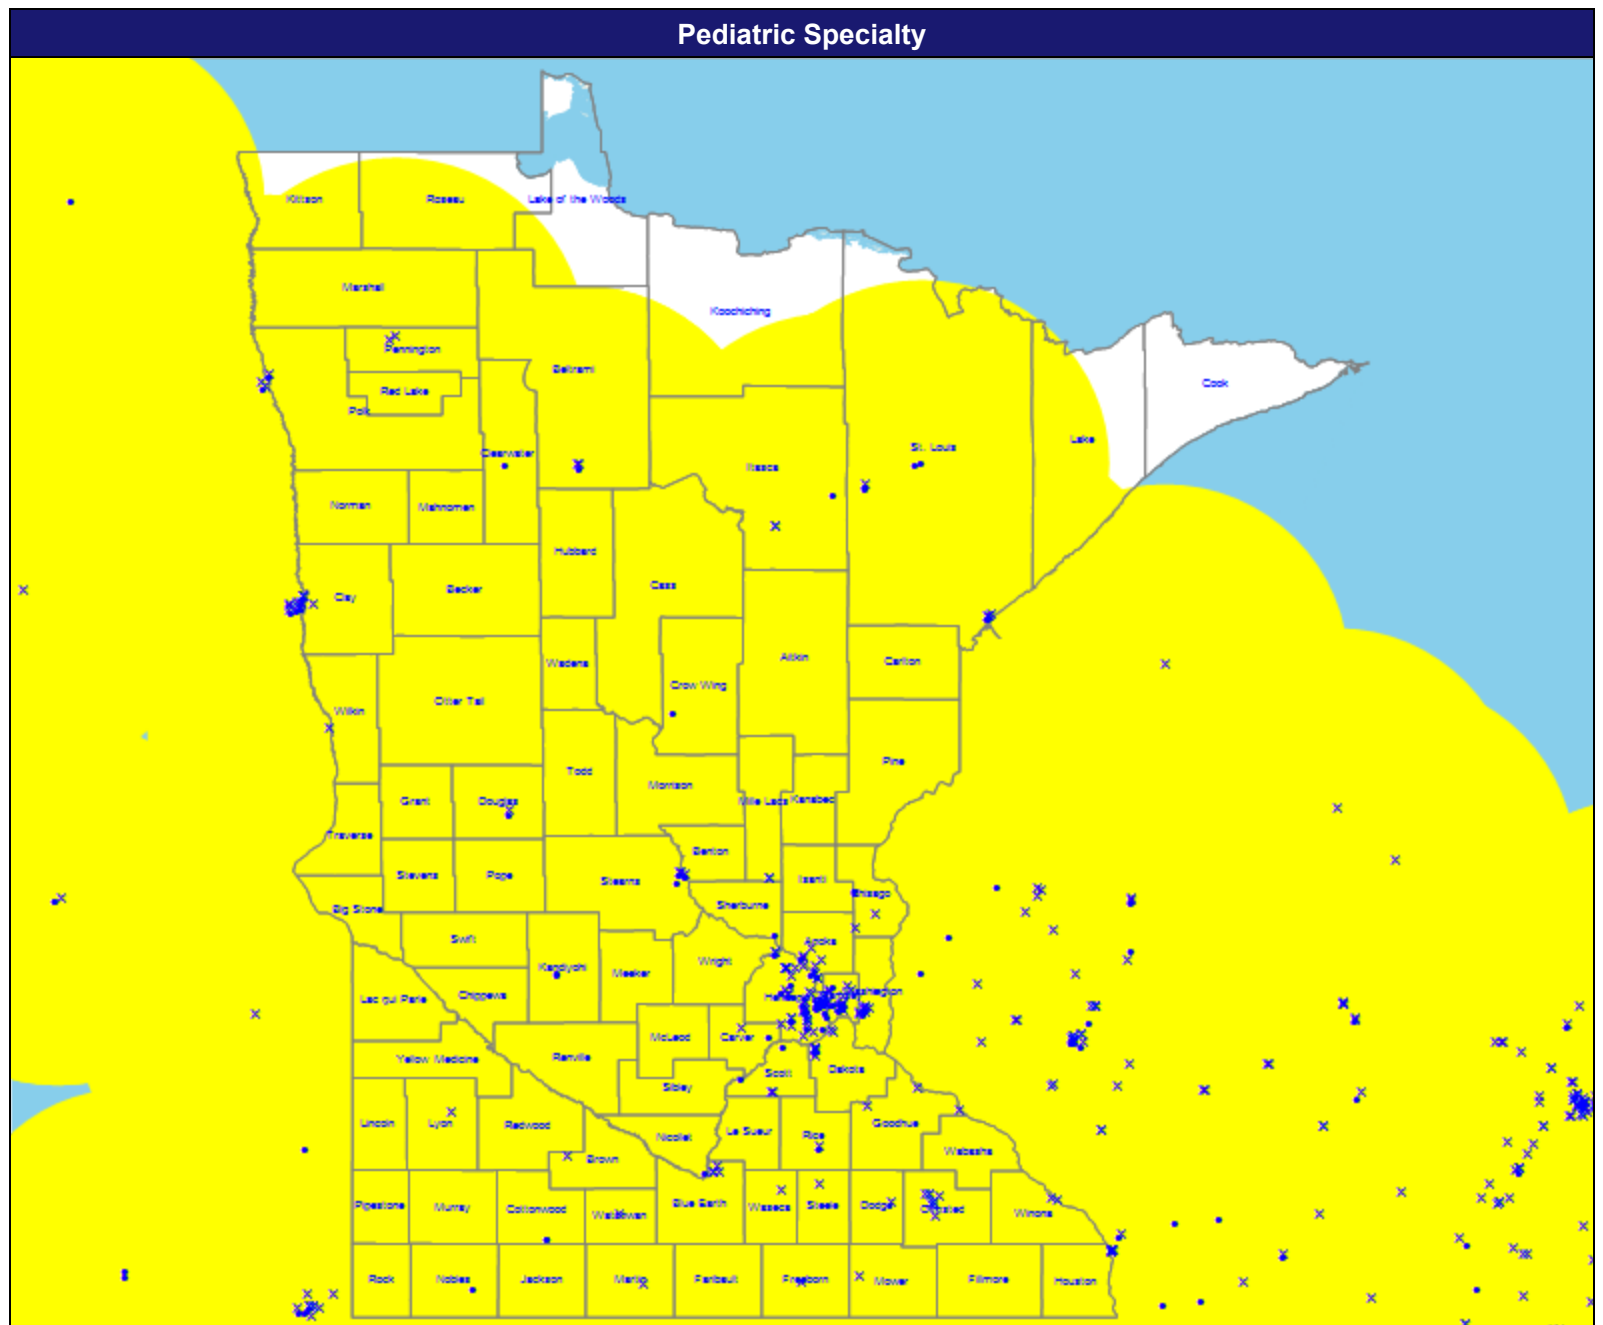 Pediatric Specialty
Kittson
Roseau
Lake of the Woods
Marshall
Koochiching
Pennington
Beltrami
Red Lake
Polk
Cook
Clearwater
Itasca
St. Louis
Lake
Norman
Mahnomen
Hubbard
Clay
Becker
Cass
Wadena
Aitkin
Carlton
Crow Wing
Wilkin
Otter Tail
Todd
Morrison
Pine
Grant
Douglas
Mille Lacs
Kanabec
Traverse
Stevens
Pope
Stearns
Benton
Isanti
Chisago
Big Stone
Sherburne
Swift
Kandiyohi
Meeker
Wright
Anoka
Lac qui Parle
Chippewa
Washington
Yellow Medicine
Renville
McLeod
Carver
Scott
Dakota
Sibley
Lincoln
Lyon
Redwood
Nicollet
Le Sueur
Rice
Goodhue
Brown
Wabasha
Pipestone
Murray
Cottonwood
Watonwan
Blue Earth
Waseca
Steele
Dodge
Olmsted
Winona
Rock
Nobles
Jackson
Martin
Faribault
Freeborn
Mower
Fillmore
Houston